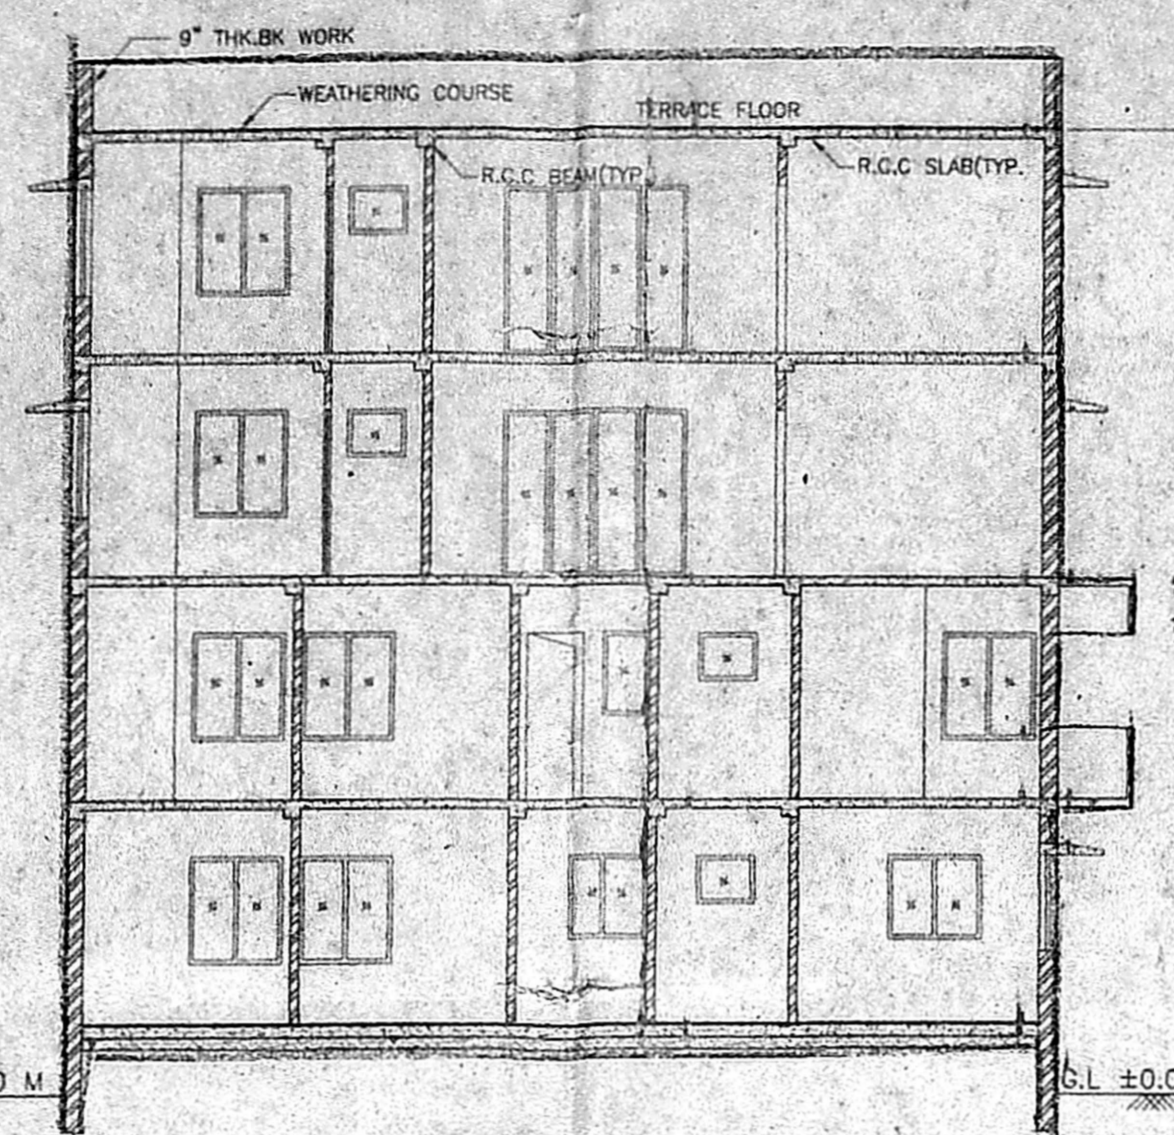 9" THK.BK WORK
WEATHERING COURSE
TERRACE FLOOR
R.C.C BEAM(TYP.
R.C.C SLAB(TYP.
M
G.L ±0.0